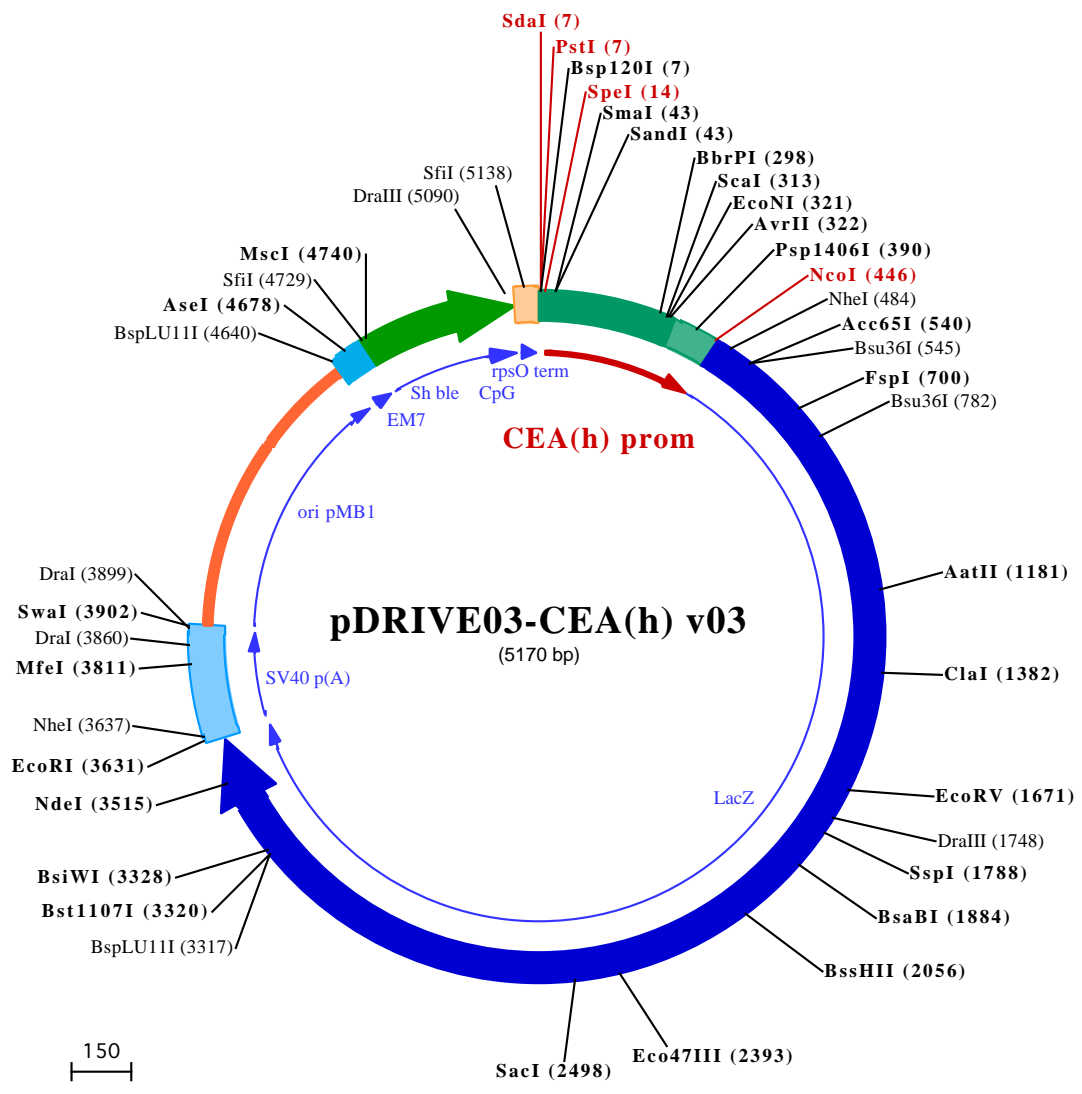 SdaI (7)
PstI (7)
Bsp120I (7)
SpeI (14)
SmaI (43)
SandI (43)
BbrPI (298)
ScaI (313)
EcoNI (321)
AvrII (322)
Psp1406I (390)
NcoI (446)
NheI (484)
Acc65I (540)
Bsu36I (545)
FspI (700)
Bsu36I (782)
AatII (1181)
ClaI (1382)
EcoRV (1671)
DraIII (1748)
SspI (1788)
BsaBI (1884)
BssHII (2056)
Eco47III (2393)
SacI (2498)
BspLU11I (3317)
Bst1107I (3320)
BsiWI (3328)
NdeI (3515)
EcoRI (3631)
NheI (3637)
MfeI (3811)
DraI (3860)
SwaI (3902)
DraI (3899)
BspLU11I (4640)
AseI (4678)
SfiI (4729)
MscI (4740)
DraIII (5090)
SfiI (5138)
rpsO term
Sh ble
CpG
EM7
CEA(h) prom
ori pMB1
pDRIVE03-CEA(h) v03
(5170 bp)
SV40 p(A)
LacZ
150